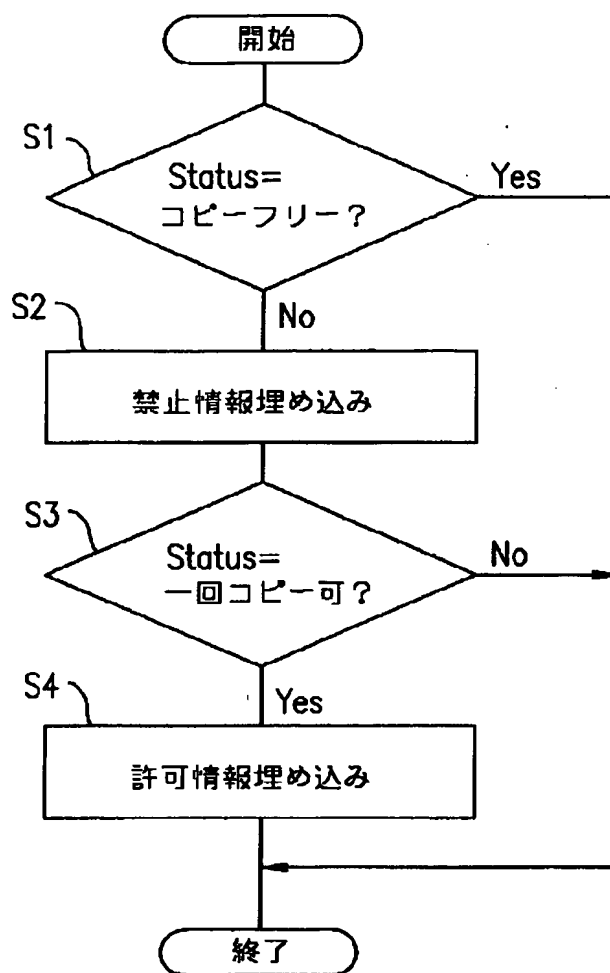 開始
S1
Status=
コピーフリー？
Yes
No
S2
禁止情報埋め込み
S3
Status=
一回コピー可？
No
Yes
S4
許可情報埋め込み
終了